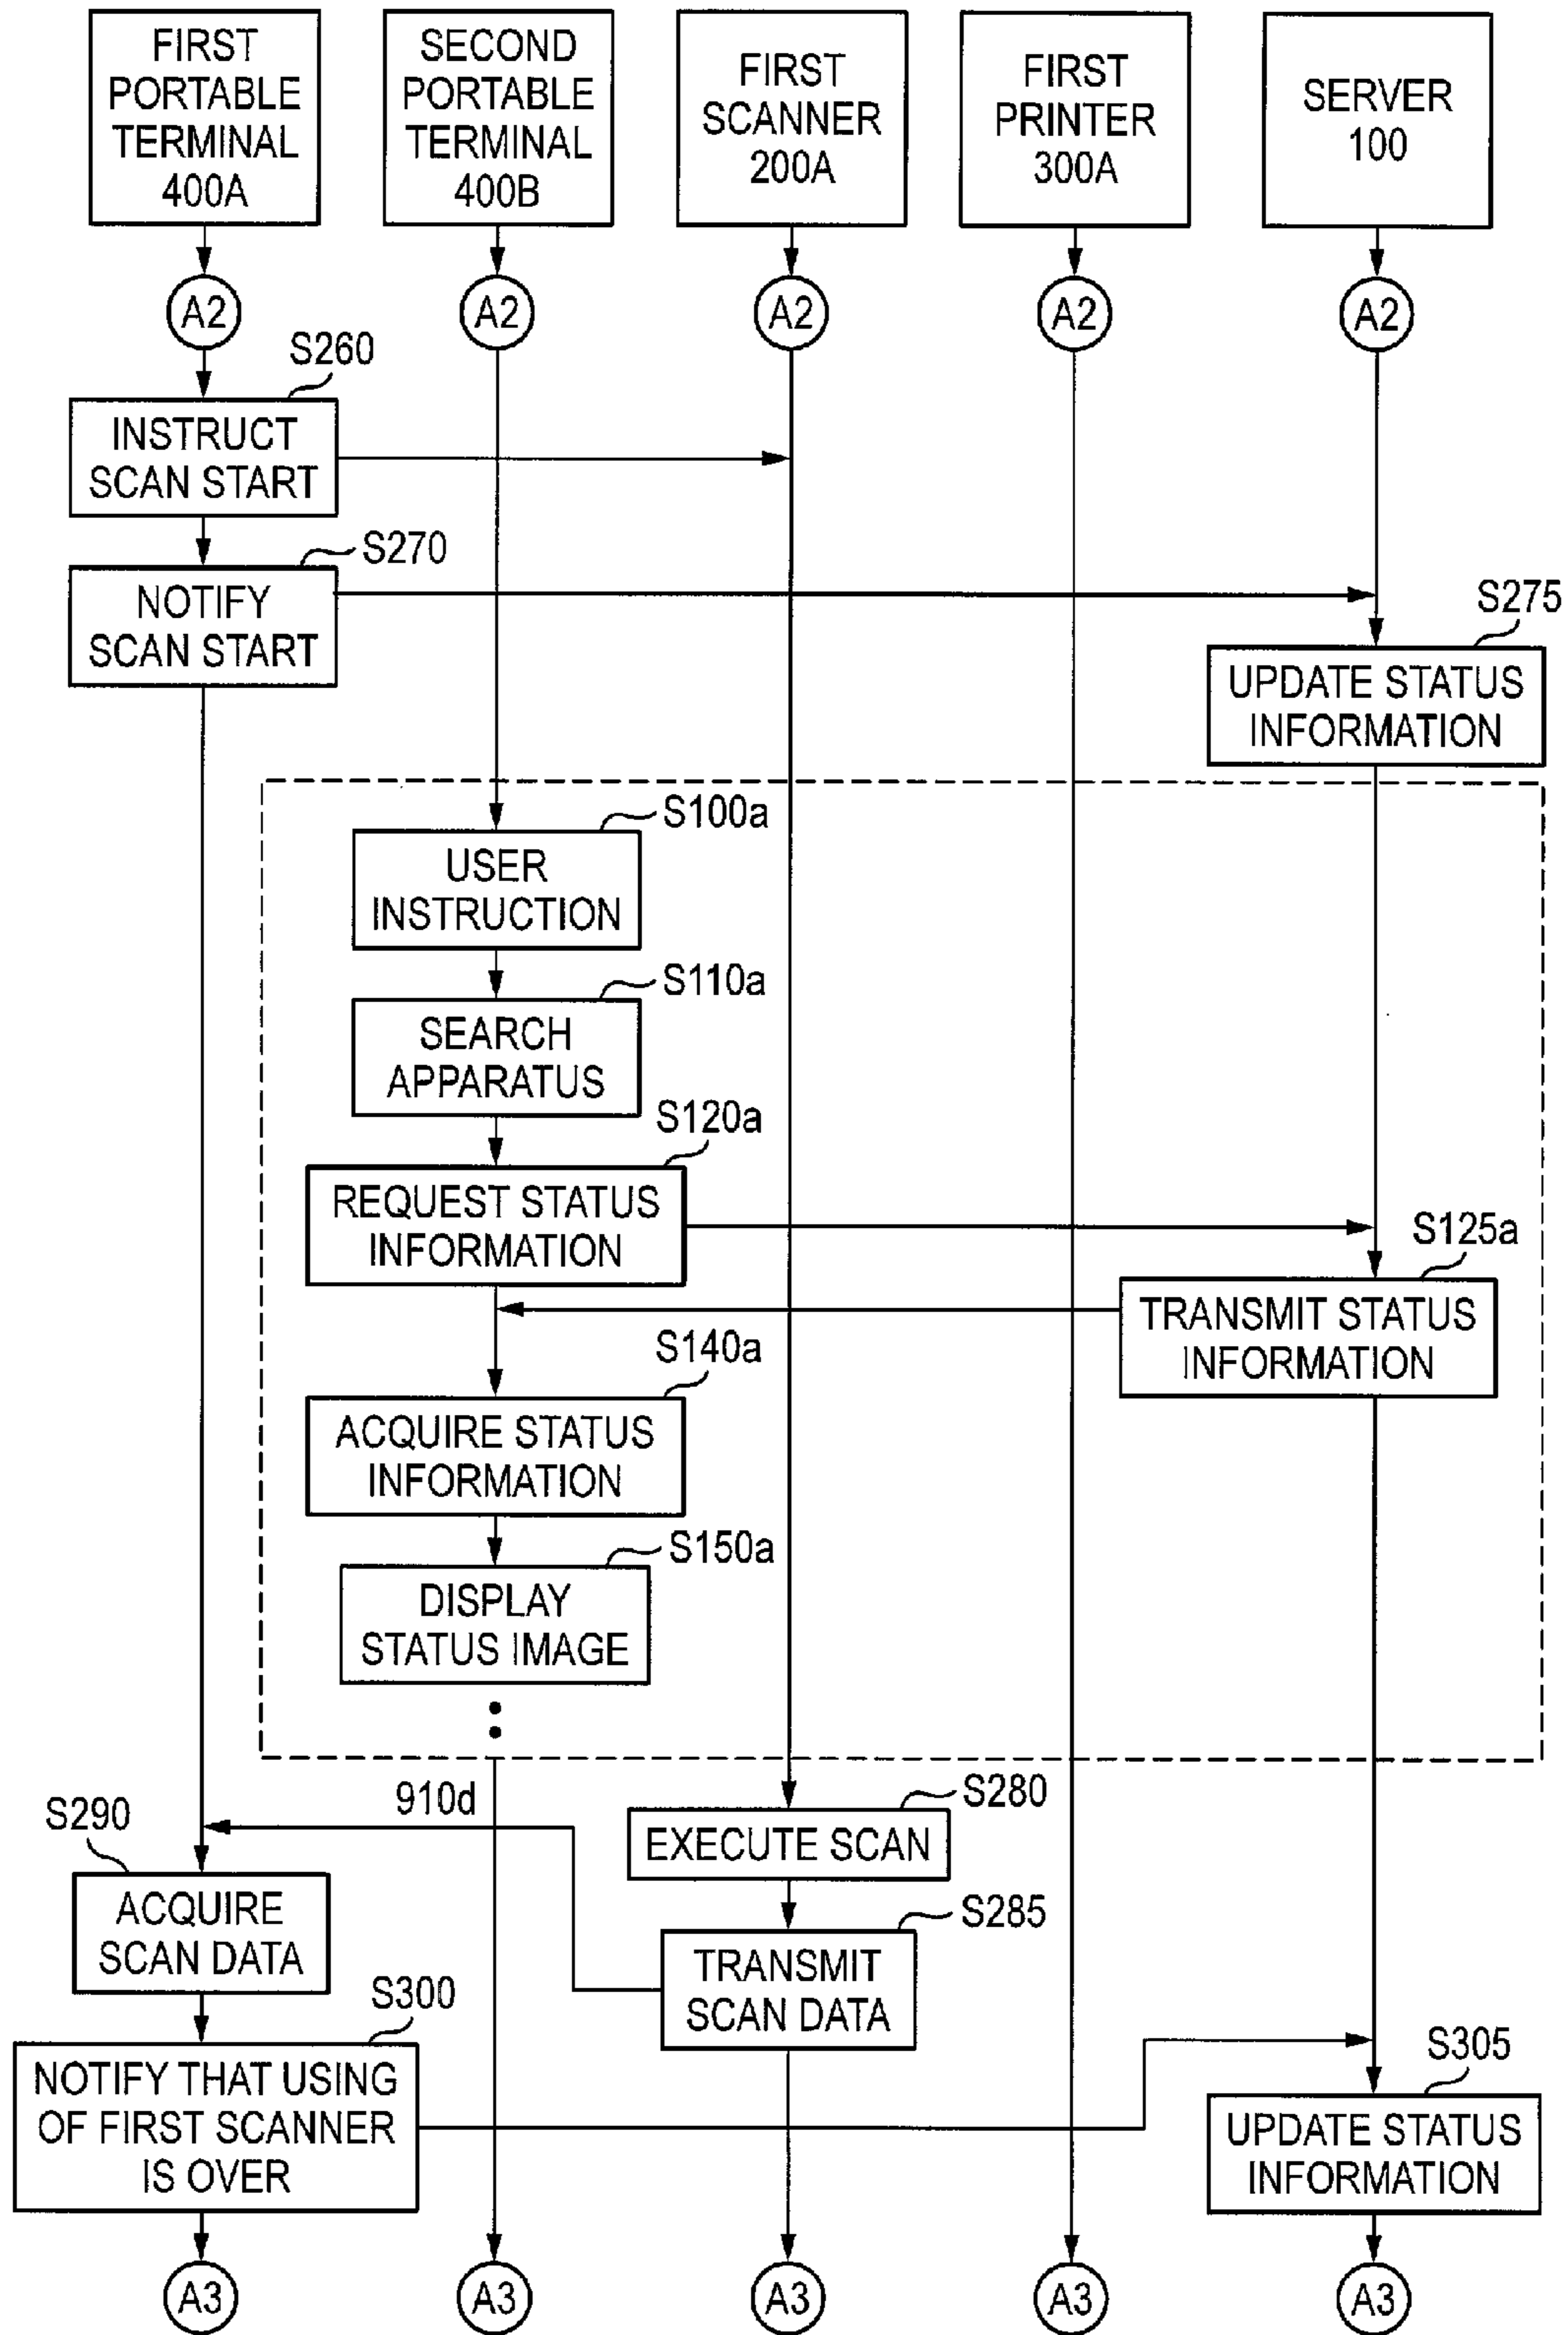 FIRST
PORTABLE
TERMINAL
400A
SECOND
PORTABLE
TERMINAL
400B
FIRST
SCANNER
200A
FIRST
PRINTER
300A
SERVER
100
A2
A2
A2
A2
A2
S260
INSTRUCT
SCAN START
S270
NOTIFY
SCAN START
S275
UPDATE STATUS
INFORMATION
S100a
USER
INSTRUCTION
S110a
SEARCH
APPARATUS
S120a
REQUEST STATUS
INFORMATION
S125a
TRANSMIT STATUS
INFORMATION
S140a
ACQUIRE STATUS
INFORMATION
S150a
DISPLAY
STATUS IMAGE
910d
S280
EXECUTE SCAN
S290
ACQUIRE
SCAN DATA
S285
TRANSMIT
SCAN DATA
S300
NOTIFY THAT USING
OF FIRST SCANNER
IS OVER
S305
UPDATE STATUS
INFORMATION
A3
A3
A3
A3
A3